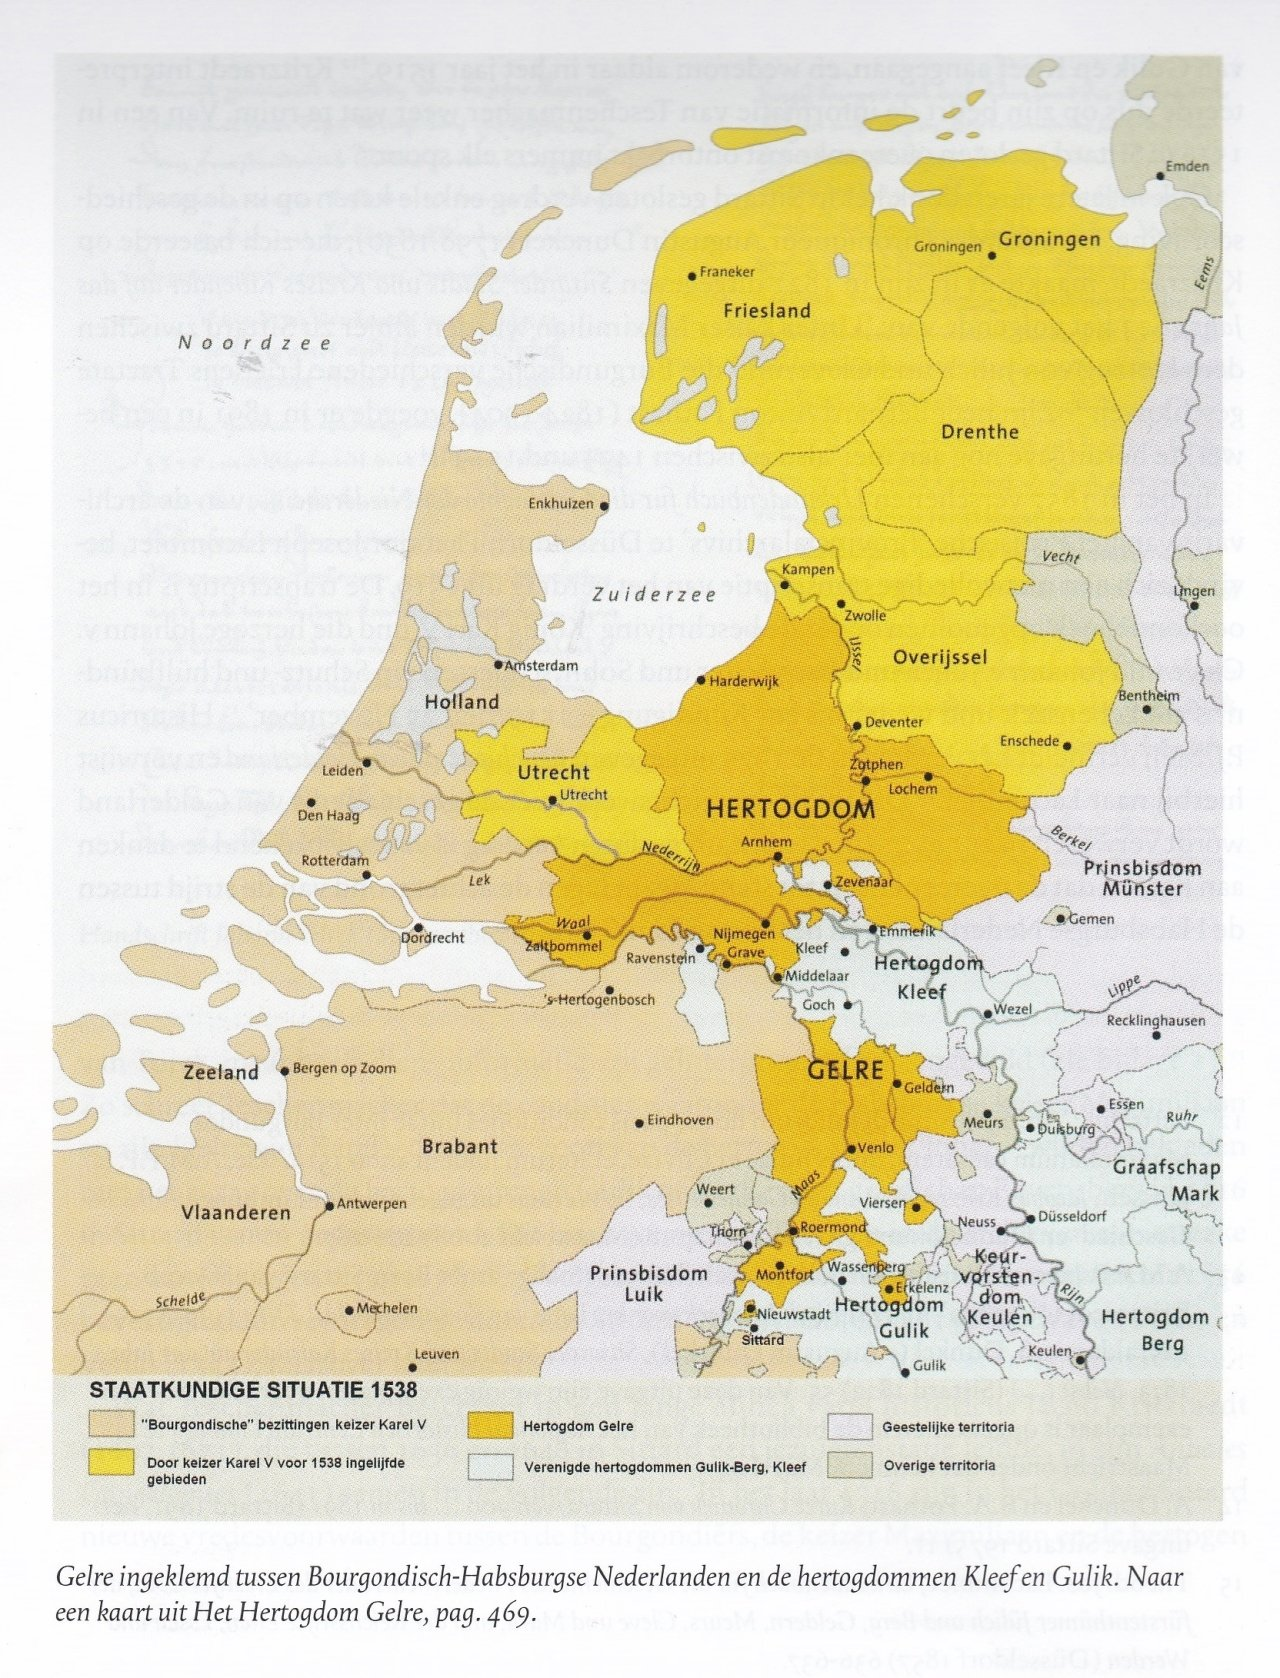 Emden
Groningen
Groningen
Eems
Franeker
Friesland
Noordzee
Drenthe
Enkhuizen
Vecht
Kampen
Lingen
Zuiderzee
Zwolle
IJssel
Overijssel
Amsterdam
Harderwijk
Holland
Bentheim
Deventer
Enschede
Leiden
Utrecht
Zutphen
Utrecht
Lochem
Den Haag
HERTOGDOM
Berkel
Arnhem
Nederrijn
Rotterdam
Prinsbisdom
Münster
Lek
Zevenaar
Gemen
Waal
Dordrecht
Nijmegen
Emmerik
Zaltbommel
Kleef
Ravenstein
Grave
Hertogdom
Kleef
Middelaar
Lippe
's-Hertogenbosch
Goch
Wezel
Recklinghausen
Zeeland
Bergen op Zoom
GELRE
Geldern
Essen
Ruhr
Eindhoven
Meurs
Duisburg
Brabant
Venlo
Graafschap
Mark
Maas
Weert
Antwerpen
Viersen
Vlaanderen
Düsseldorf
Neuss
Roermond
Thorn
Keur-
vorsten-
dom
Keulen
Prinsbisdom
Luik
Montfort
Wassenberg
Erkelenz
Rijn
Schelde
Mechelen
Nieuwstadt
Hertogdom
Gulik
Hertogdom
Berg
Sittard
Leuven
Keulen
Gulik
STAATKUNDIGE SITUATIE 1538
"Bourgondische" bezittingen keizer Karel V
Hertogdom Gelre
Geestelijke territoria
Door keizer Karel V voor 1538 ingelijfde
gebieden
Verenigde hertogdommen Gulik-Berg, Kleef
Overige territoria
Gelre ingeklemd tussen Bourgondisch-Habsburgse Nederlanden en de hertogdommen Kleef en Gulik. Naar
een kaart uit Het Hertogdom Gelre, pag. 469.